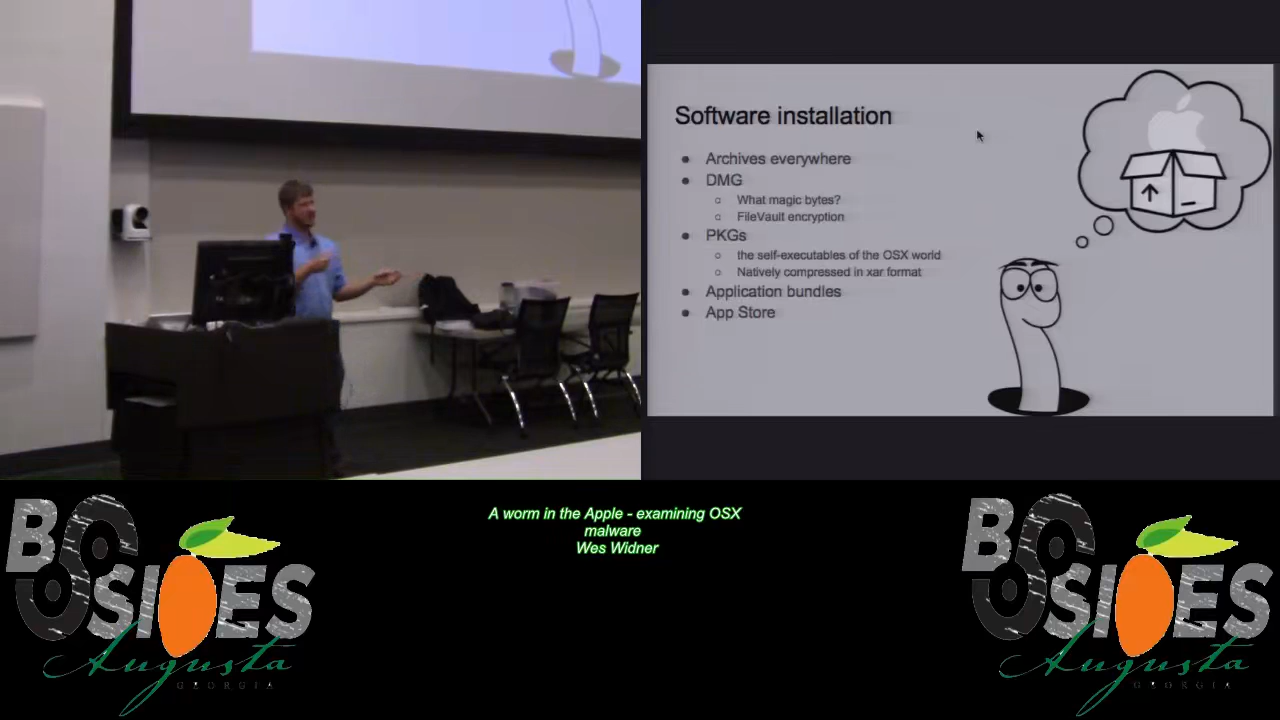 Software installation
Archives everywhere
DMG
What magic bytes?
FileVault encryption
PKGs
the self-executables of the OSX world
Natively compressed in xar format
Application bundles
App Store
A worm in the Apple - examining OSX
malware
Wes Widner
BSIDES
Augusta
GEORGIA
BSIDES
Augusta
GEORGIA